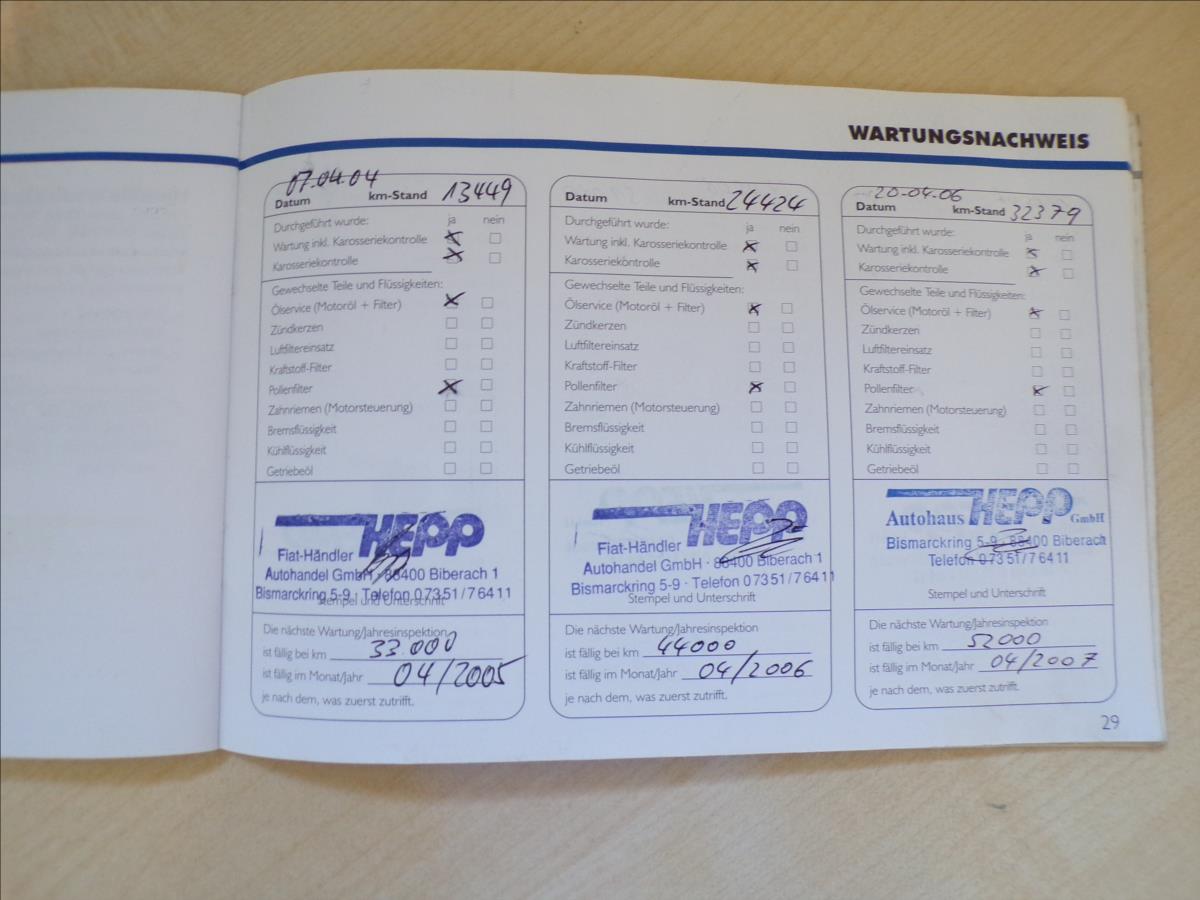 WARTUNGSNACHWEIS
07.04.04
Datum km-Stand 13449
Durchgeführt wurde: ja nein
Wartung inkl. Karosseriekontrolle
Karosseriekontrolle
Gewechselte Teile und Flüssigkeiten:
Ölservice (Motoröl + Filter)
Zündkerzen
Luftfiltereinsatz
Kraftstoff-Filter
Pollenfilter
Zahnriemen (Motorsteuerung)
Bremsflüssigkeit
Kühlflüssigkeit
Getriebeöl
HEPP
Fiat-Händler
Autohandel GmbH · 88400 Biberach 1
Bismarckring 5-9 · Telefon 07351/76411
Stempel und Unterschrift
Die nächste Wartung/Jahresinspektion
ist fällig bei km 33.000
ist fällig im Monat/Jahr 04/2005
je nach dem, was zuerst zutrifft.
Datum km-Stand 24424
Durchgeführt wurde: ja nein
Wartung inkl. Karosseriekontrolle
Karosseriekontrolle
Gewechselte Teile und Flüssigkeiten:
Ölservice (Motoröl + Filter)
Zündkerzen
Luftfiltereinsatz
Kraftstoff-Filter
Pollenfilter
Zahnriemen (Motorsteuerung)
Bremsflüssigkeit
Kühlflüssigkeit
Getriebeöl
HEPP
Fiat-Händler
Autohandel GmbH · 88400 Biberach 1
Bismarckring 5-9 · Telefon 07351/76411
Stempel und Unterschrift
Die nächste Wartung/Jahresinspektion
ist fällig bei km 44000
ist fällig im Monat/Jahr 04/2006
je nach dem, was zuerst zutrifft.
20.04.06
Datum km-Stand 32379
Durchgeführt wurde: ja nein
Wartung inkl. Karosseriekontrolle
Karosseriekontrolle
Gewechselte Teile und Flüssigkeiten:
Ölservice (Motoröl + Filter)
Zündkerzen
Luftfiltereinsatz
Kraftstoff-Filter
Pollenfilter
Zahnriemen (Motorsteuerung)
Bremsflüssigkeit
Kühlflüssigkeit
Getriebeöl
Autohaus HEPP GmbH
Bismarckring 5-9 · 88400 Biberach
Telefon 07351/76411
Stempel und Unterschrift
Die nächste Wartung/Jahresinspektion
ist fällig bei km 52000
ist fällig im Monat/Jahr 04/2007
je nach dem, was zuerst zutrifft.
29